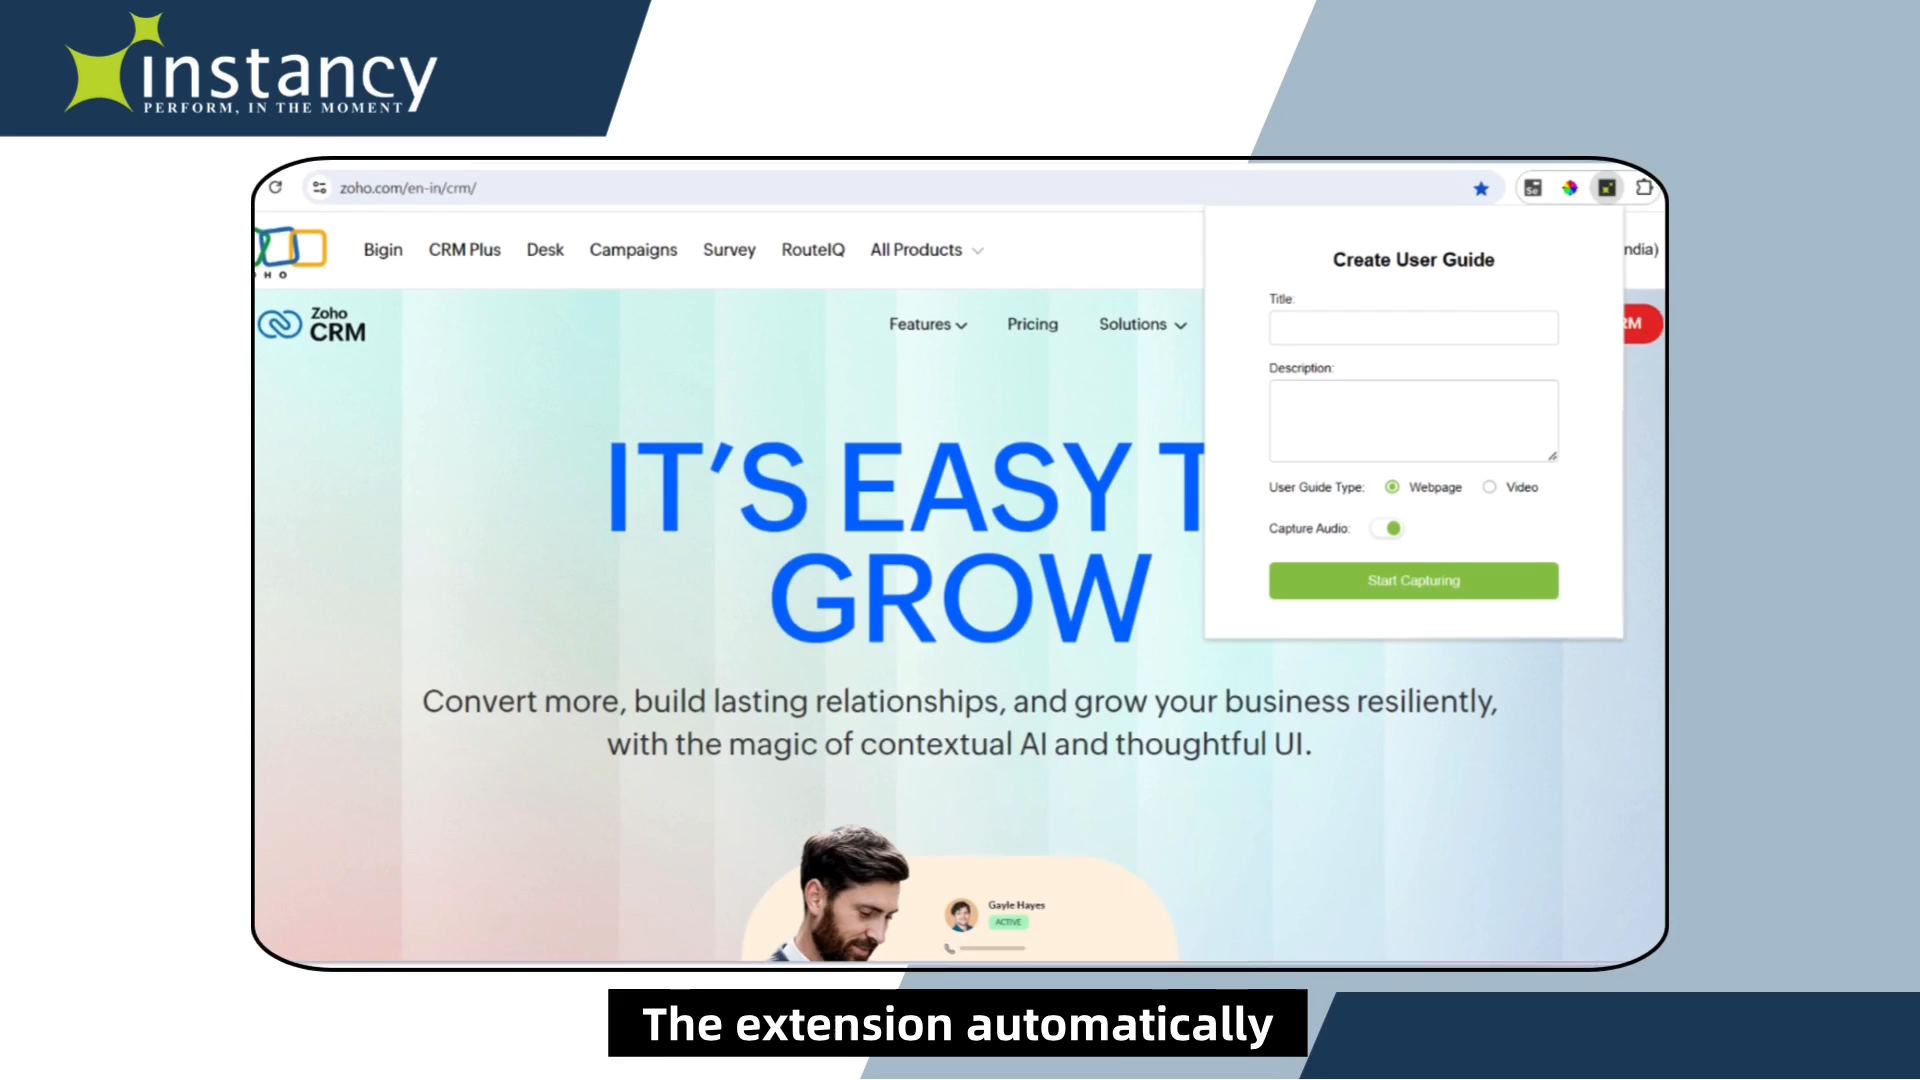 instancy
PERFORM, IN THE MOMENT
zoho.com/en-in/crm/
Se
HO
Bigin CRM Plus Desk Campaigns Survey RouteIQ All Products
ndia)
Zoho
CRM
Features Pricing Solutions
RM
Create User Guide
Title:
Description:
User Guide Type: Webpage Video
Capture Audio:
Start Capturing
IT'S EASY T
GROW
Convert more, build lasting relationships, and grow your business resiliently,
with the magic of contextual AI and thoughtful UI.
Gayle Hayes
ACTIVE
The extension automatically